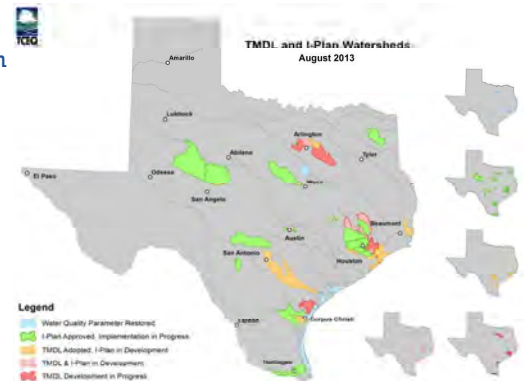 TCEQ
TMDL and I-Plan Watersheds
August 2013
Amarillo
Lubbock
Arlington
Abilene
Tyler
El Paso
Odessa
San Angelo
Waco
Beaumont
Austin
San Antonio
Houston
Legend
Water Quality Parameter Restored
I-Plan Approved, Implementation in Progress
TMDL Adopted, I-Plan in Development
TMDL & I-Plan in Development
TMDL Development in Progress
Laredo
Corpus Christi
Harlingen